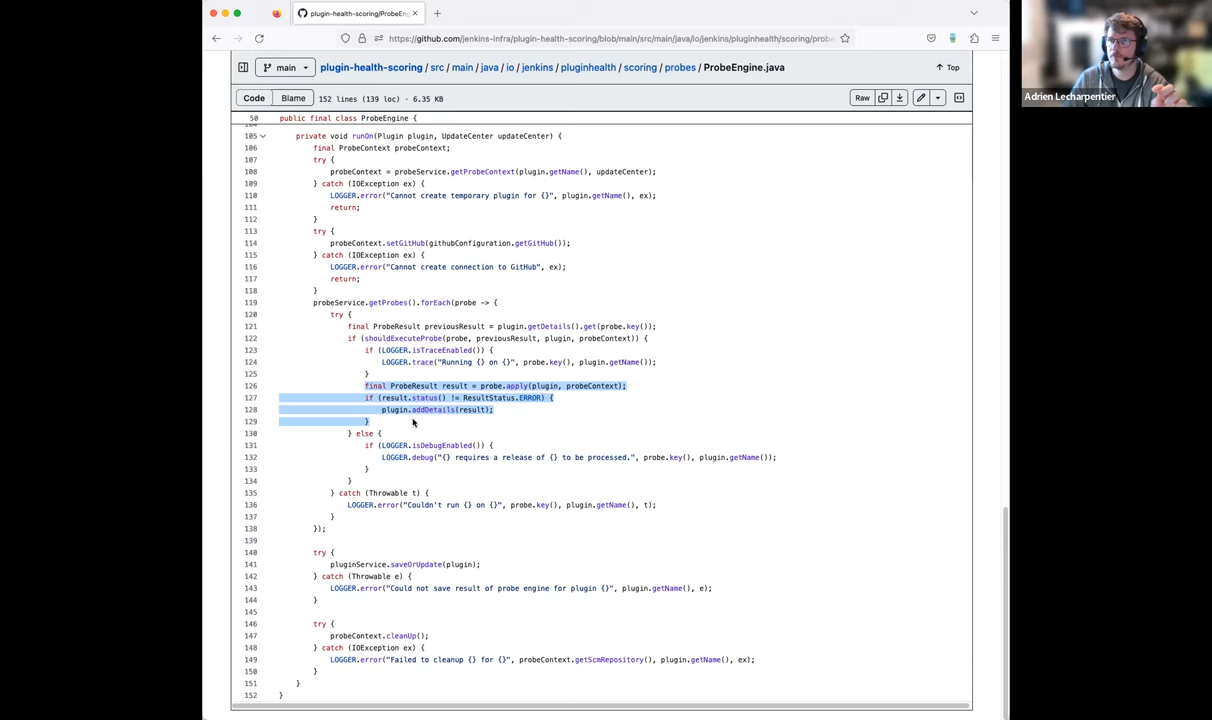 plugin-health-scoring/ProbeEng
https://github.com/jenkins-infra/plugin-health-scoring/blob/main/src/main/java/io/jenkins/pluginhealth/scoring/probe
Adrien Lecharpentier
main
plugin-health-scoring / src / main / java / io / jenkins / pluginhealth / scoring / probes / ProbeEngine.java
Top
Code Blame 152 lines (139 loc) · 6.35 KB
Raw
50 public final class ProbeEngine {
105 private void runOn(Plugin plugin, UpdateCenter updateCenter) {
106 final ProbeContext probeContext;
107 try {
108 probeContext = probeService.getProbeContext(plugin.getName(), updateCenter);
109 } catch (IOException ex) {
110 LOGGER.error("Cannot create temporary plugin for {}", plugin.getName(), ex);
111 return;
112 }
113 try {
114 probeContext.setGitHub(githubConfiguration.getGitHub());
115 } catch (IOException ex) {
116 LOGGER.error("Cannot create connection to GitHub", ex);
117 return;
118 }
119 probeService.getProbes().forEach(probe -> {
120 try {
121 final ProbeResult previousResult = plugin.getDetails().get(probe.key());
122 if (shouldExecuteProbe(probe, previousResult, plugin, probeContext)) {
123 if (LOGGER.isTraceEnabled()) {
124 LOGGER.trace("Running {} on {}", probe.key(), plugin.getName());
125 }
126 final ProbeResult result = probe.apply(plugin, probeContext);
127 if (result.status() != ResultStatus.ERROR) {
128 plugin.addDetails(result);
129 }
130 } else {
131 if (LOGGER.isDebugEnabled()) {
132 LOGGER.debug("{} requires a release of {} to be processed.", probe.key(), plugin.getName());
133 }
134 }
135 } catch (Throwable t) {
136 LOGGER.error("Couldn't run {} on {}", probe.key(), plugin.getName(), t);
137 }
138 });
139
140 try {
141 pluginService.saveOrUpdate(plugin);
142 } catch (Throwable e) {
143 LOGGER.error("Could not save result of probe engine for plugin {}", plugin.getName(), e);
144 }
145
146 try {
147 probeContext.cleanUp();
148 } catch (IOException ex) {
149 LOGGER.error("Failed to cleanup {} for {}", probeContext.getScmRepository(), plugin.getName(), ex);
150 }
151 }
152 }